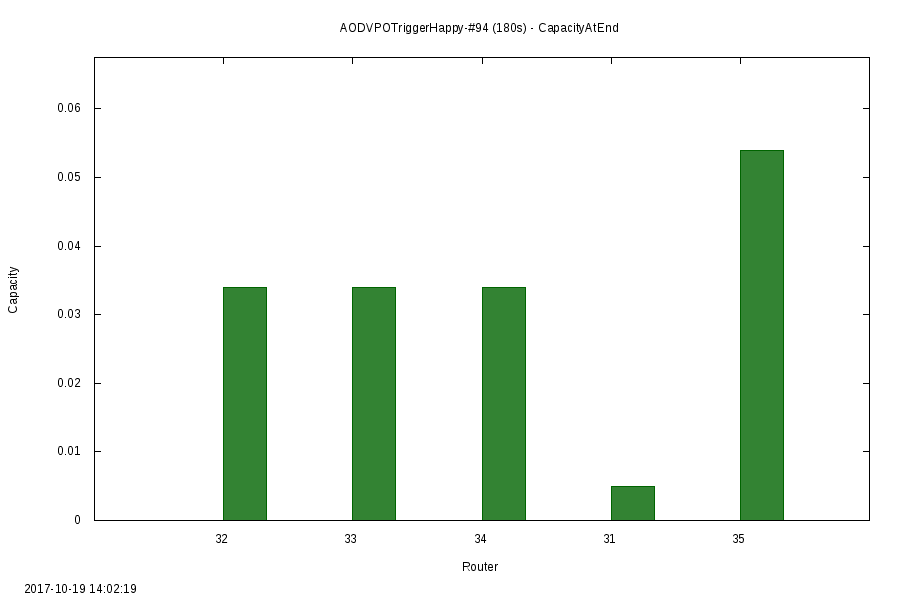 AODVPOTriggerHappy-#94 (180s) - CapacityAtEnd
0.06
0.05
0.04
0.03
0.02
0.01
0
Capacity
32 33 34 31 35
Router
2017-10-19 14:02:19